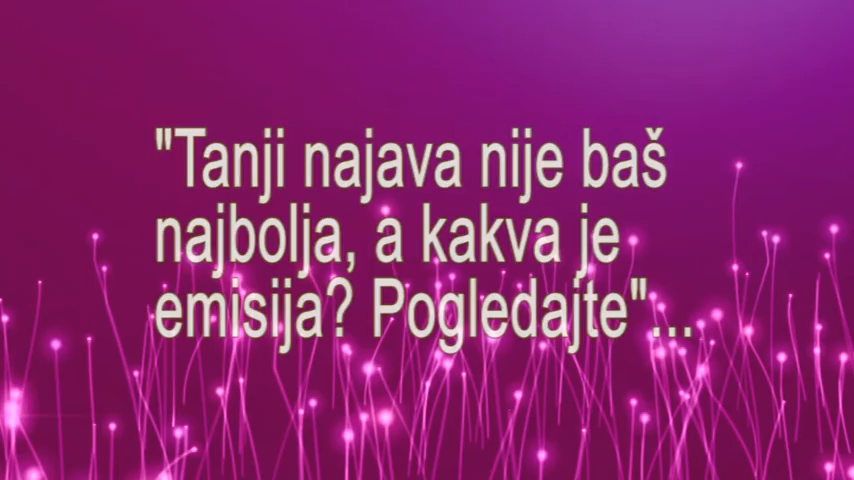 "Tanji najava nije baš
najbolja, a kakva je
emisija? Pogledajte"...